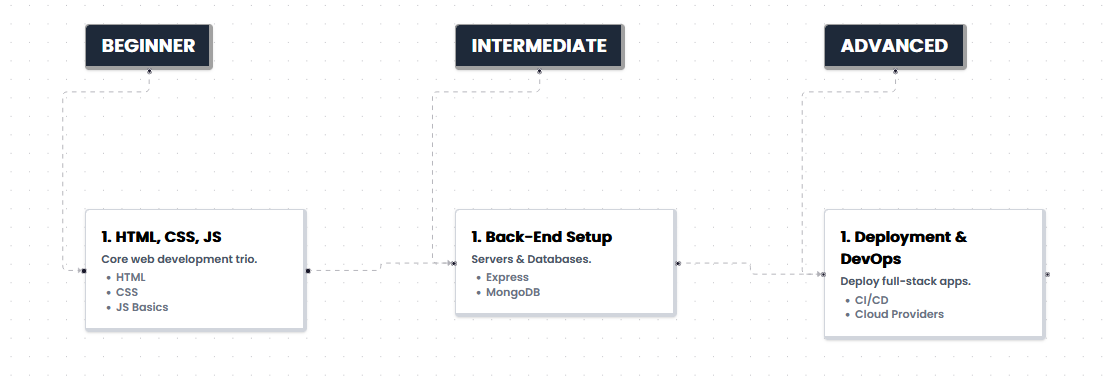 BEGINNER
INTERMEDIATE
ADVANCED
1. HTML, CSS, JS
Core web development trio.
• HTML
• CSS
• JS Basics
1. Back-End Setup
Servers & Databases.
• Express
• MongoDB
1. Deployment &
DevOps
Deploy full-stack apps.
• CI/CD
• Cloud Providers